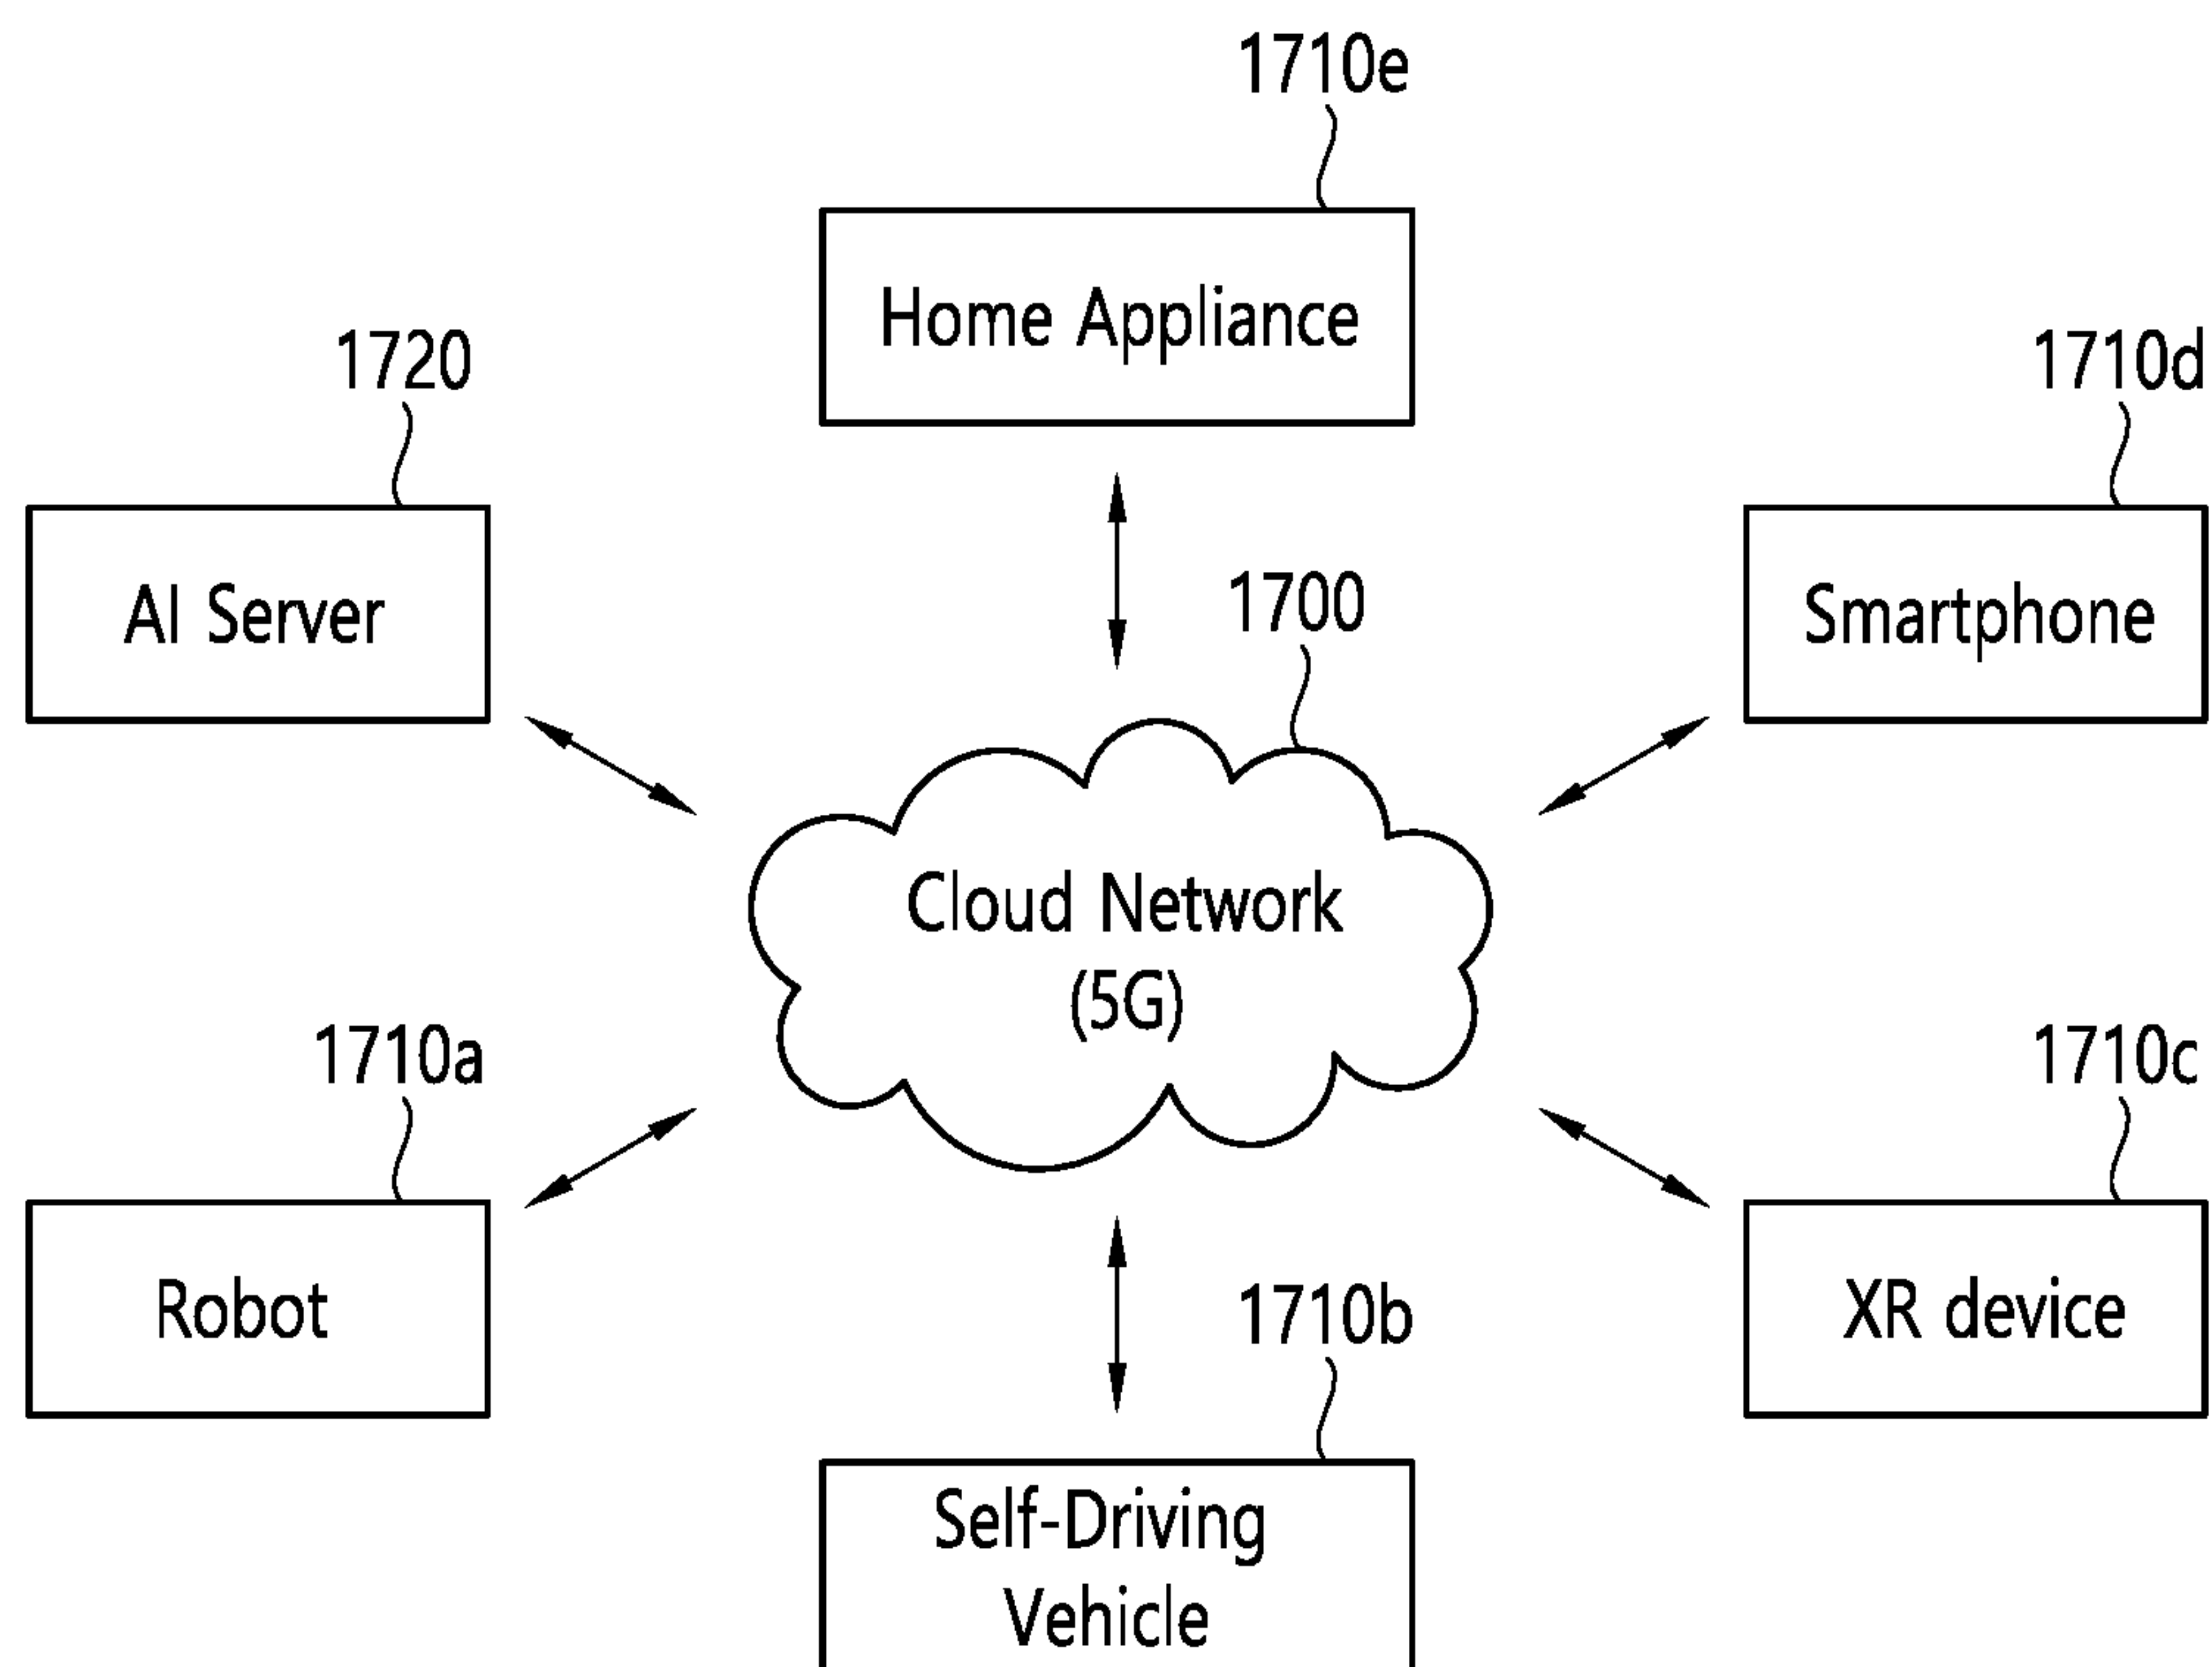 1710e
Home Appliance
1720
AI Server
1710d
Smartphone
1700
Cloud Network
(5G)
1710a
Robot
1710c
XR device
1710b
Self-Driving
Vehicle